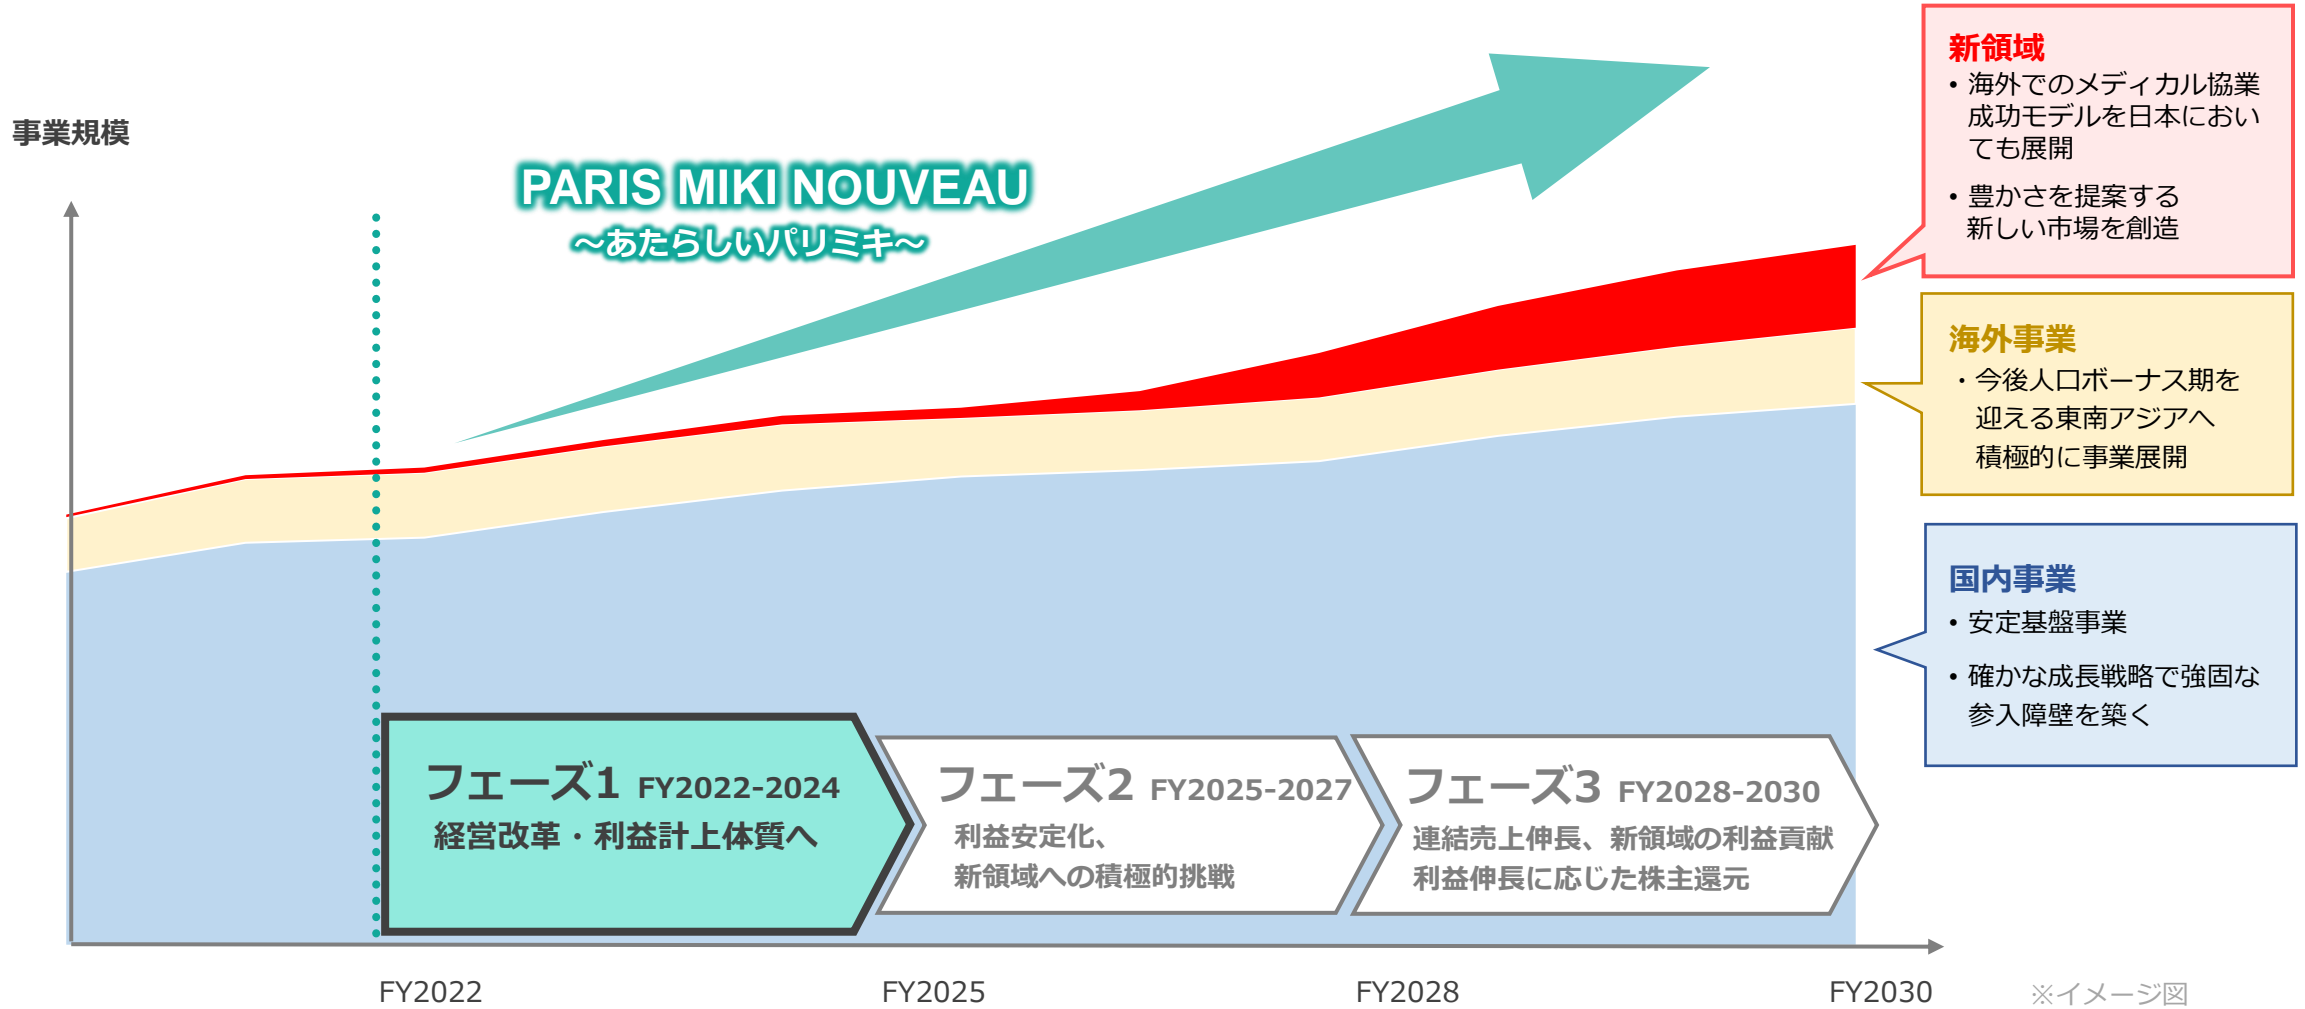 事業規模
PARIS MIKI NOUVEAU
～あたらしいパリミキ～
新領域
• 海外でのメディカル協業
成功モデルを日本におい
ても展開
• 豊かさを提案する
新しい市場を創造
海外事業
・今後人口ボーナス期を
迎える東南アジアへ
積極的に事業展開
国内事業
• 安定基盤事業
• 確かな成長戦略で強固な
参入障壁を築く
フェーズ1 FY2022-2024
経営改革・利益計上体質へ
フェーズ2 FY2025-2027
利益安定化、
新領域への積極的挑戦
フェーズ3 FY2028-2030
連結売上伸長、新領域の利益貢献
利益伸長に応じた株主還元
FY2022
FY2025
FY2028
FY2030
※イメージ図